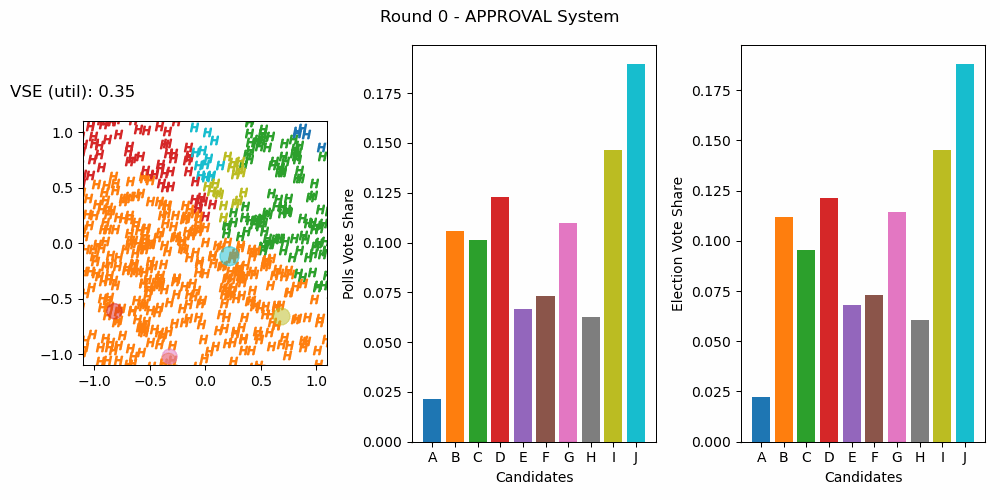 Round 0 - APPROVAL System
VSE (util): 0.35
1.0
0.5
0.0
−0.5
−1.0
−1.0 −0.5 0.0 0.5 1.0
Polls Vote Share
0.175
0.150
0.125
0.100
0.075
0.050
0.025
0.000
A B C D E F G H I J
Candidates
Election Vote Share
0.175
0.150
0.125
0.100
0.075
0.050
0.025
0.000
A B C D E F G H I J
Candidates